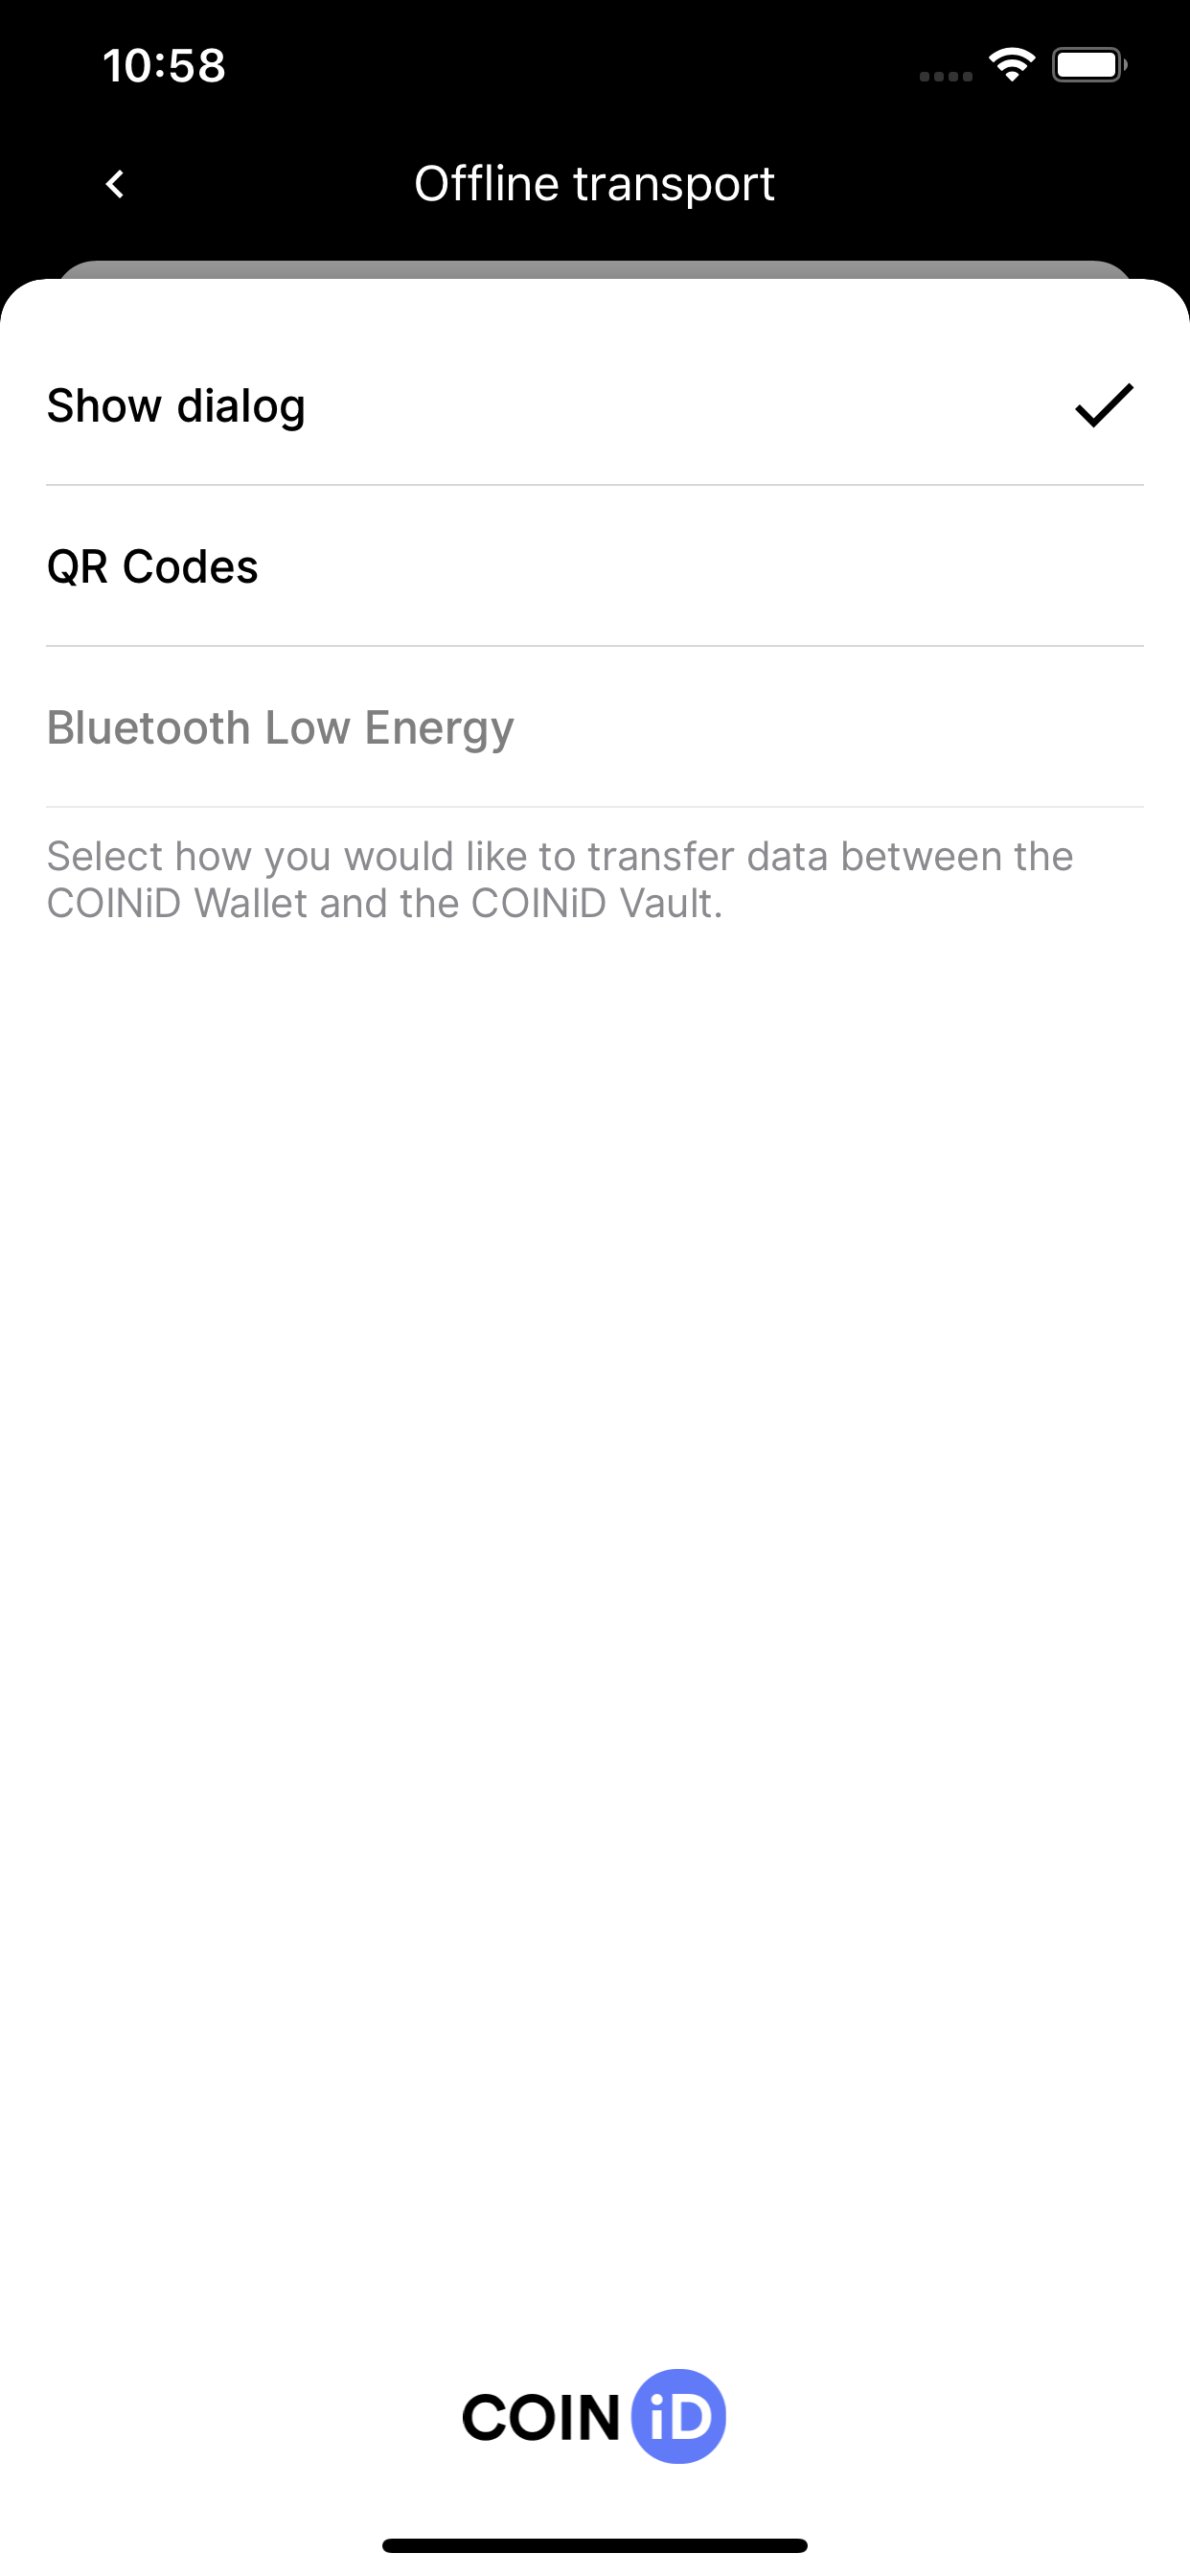 10:58
Offline transport
Show dialog
QR Codes
Bluetooth Low Energy
Select how you would like to transfer data between the
COINiD Wallet and the COINiD Vault.
COIN iD